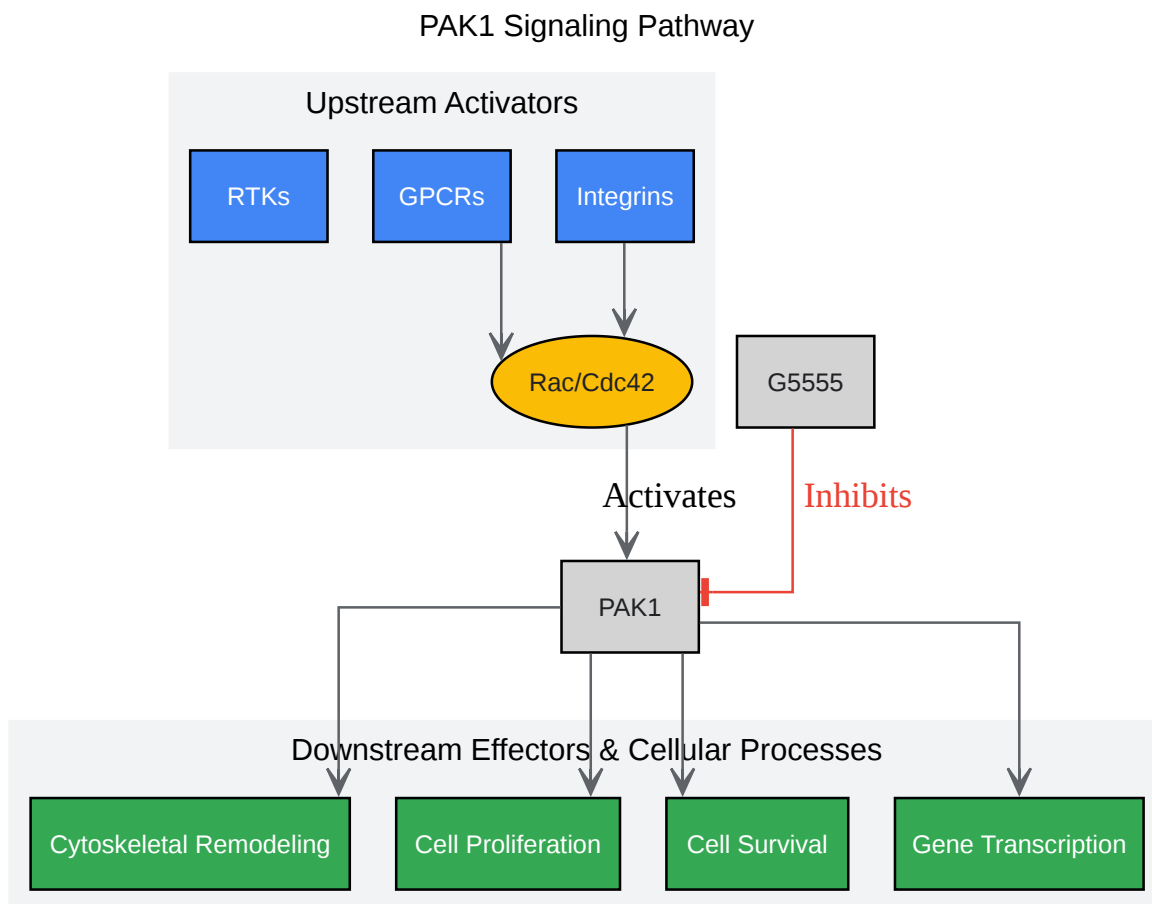 PAK1 Signaling Pathway
Upstream Activators
RTKs
GPCRs
Integrins
Rac/Cdc42
G5555
Activates
Inhibits
PAK1
Downstream Effectors & Cellular Processes
Cytoskeletal Remodeling
Cell Proliferation
Cell Survival
Gene Transcription